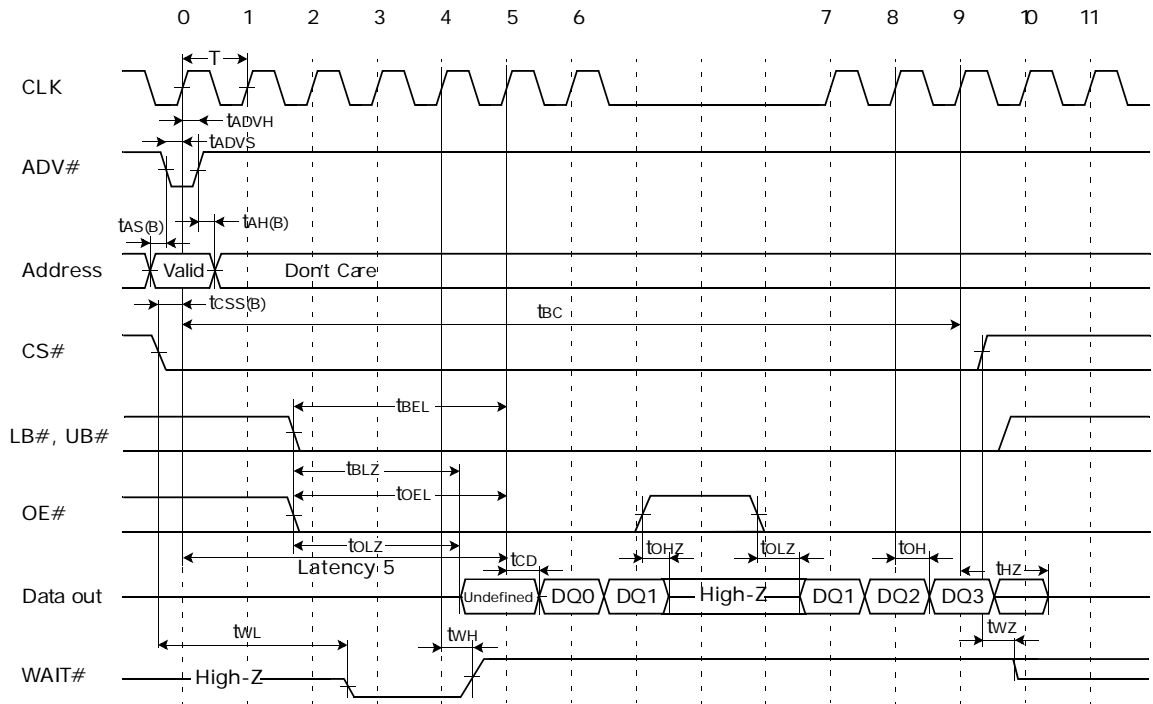 0 1 2 3 4 5 6 7 8 9 10 11
T
CLK
tADVH
tADVS
ADV#
tAS(B)
tAH(B)
Address
Valid
Don't Care
tCSS(B)
tBC
CS#
tBEL
LB#, UB#
tBLZ
tOEL
OE#
tOLZ
tOHZ
tOLZ
tOH
Latency 5
tCD
tHZ
Data out
Undefined
DQ0
DQ1
High-Z
DQ1
DQ2
DQ3
tWL
tWH
tWZ
WAIT#
High-Z